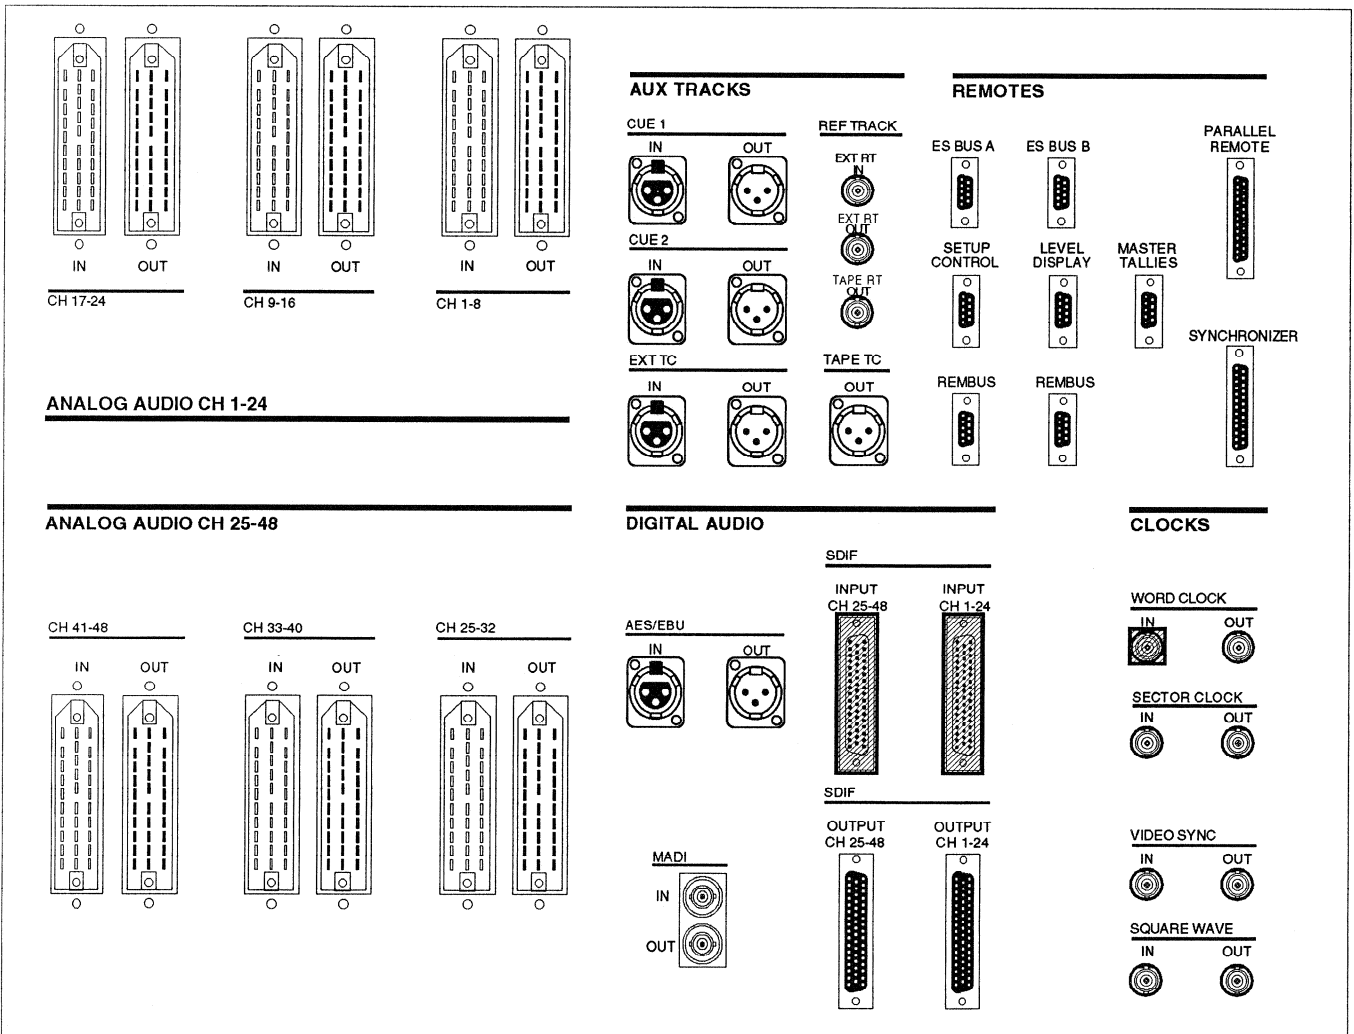 IN OUT
CH 17-24
IN OUT
CH 9-16
IN OUT
CH 1-8
ANALOG AUDIO CH 1-24
ANALOG AUDIO CH 25-48
CH 41-48
IN OUT
CH 33-40
IN OUT
CH 25-32
IN OUT
AUX TRACKS
CUE 1
IN OUT
CUE 2
IN OUT
EXT TC
IN OUT
REF TRACK
EXT RT
IN
EXT RT
OUT
TAPE RT
OUT
TAPE TC
OUT
REMOTES
ES BUS A
ES BUS B
PARALLEL
REMOTE
SETUP
CONTROL
LEVEL
DISPLAY
MASTER
TALLIES
SYNCHRONIZER
REMBUS
REMBUS
DIGITAL AUDIO
AES/EBU
IN OUT
SDIF
INPUT
CH 25-48
INPUT
CH 1-24
SDIF
OUTPUT
CH 25-48
OUTPUT
CH 1-24
MADI
IN
OUT
CLOCKS
WORD CLOCK
IN OUT
SECTOR CLOCK
IN OUT
VIDEO SYNC
IN OUT
SQUARE WAVE
IN OUT